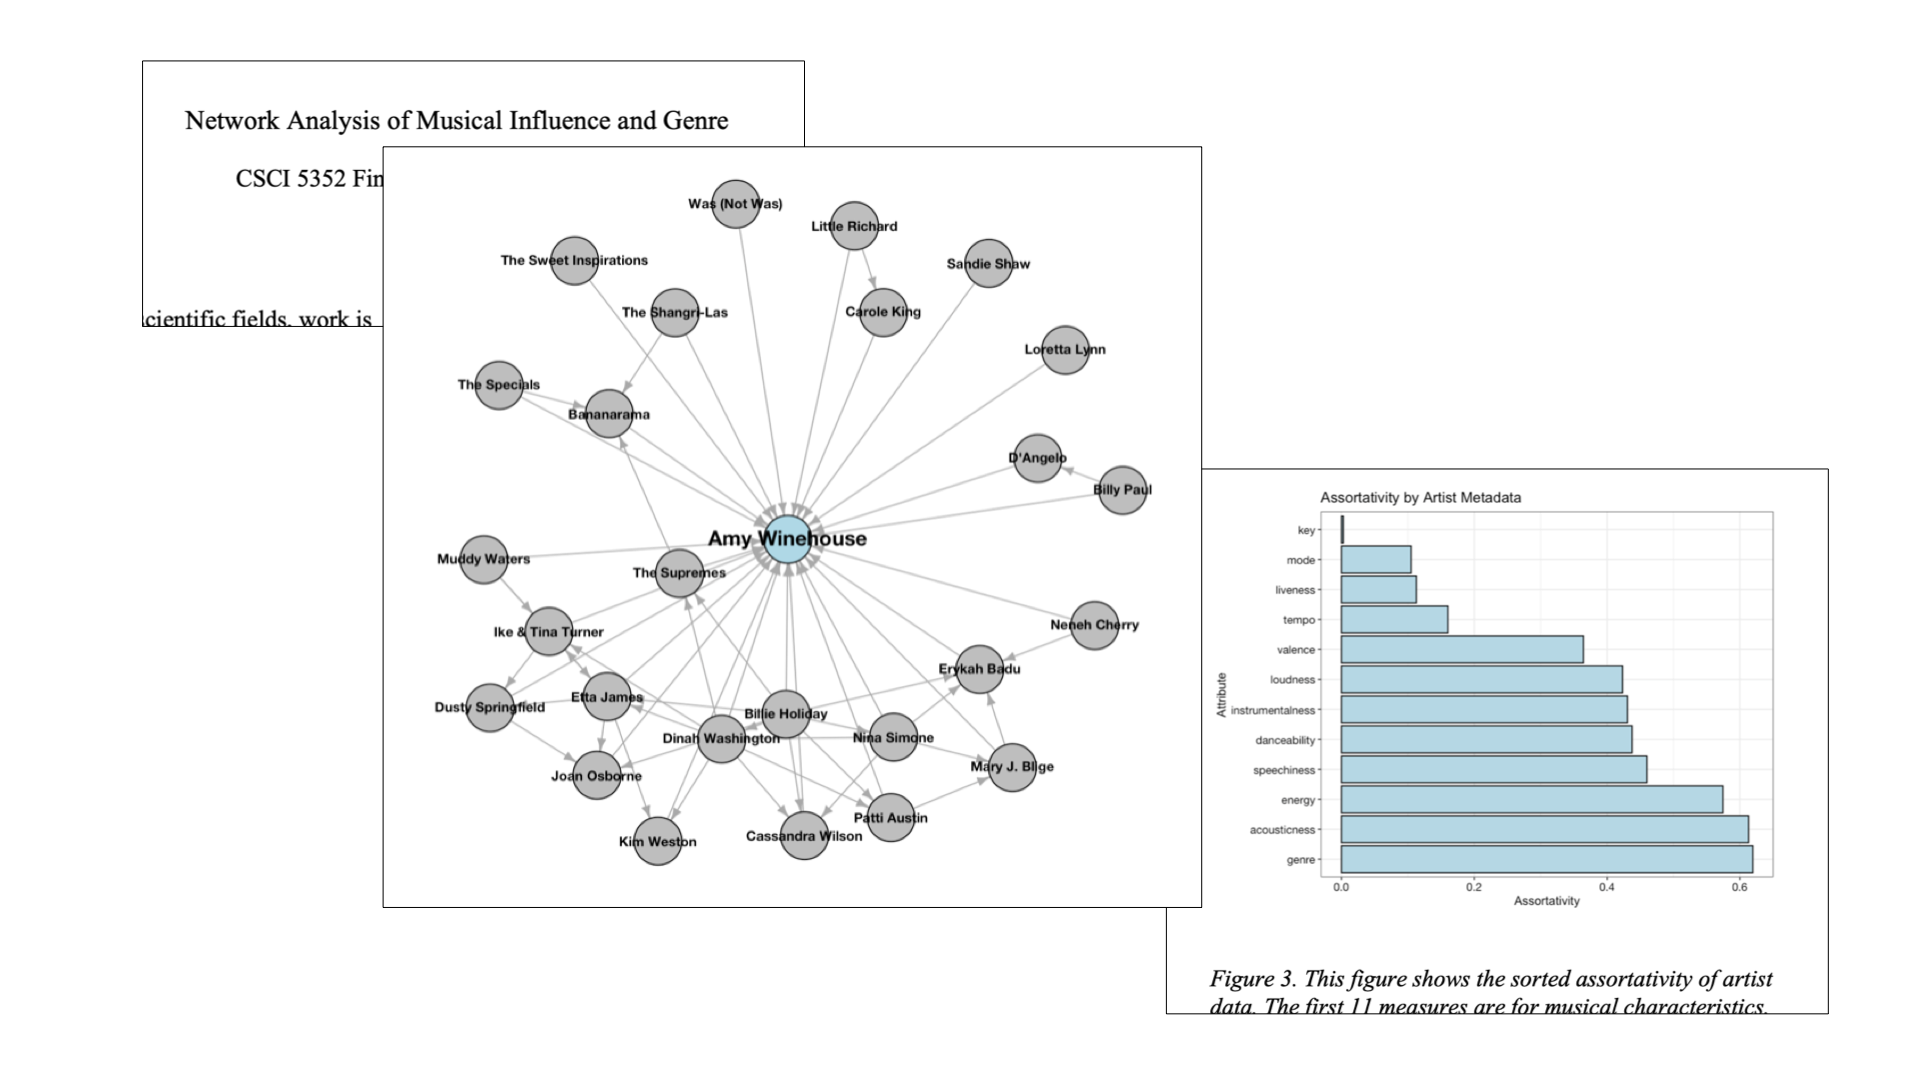 Network Analysis of Musical Influence and Genre
CSCI 5352 Fin
cientific fields, work is
Was (Not Was)
Little Richard
The Sweet Inspirations
Sandie Shaw
The Shangri-Las
Carole King
Loretta Lynn
The Specials
Bananarama
D'Angelo
Billy Paul
Amy Winehouse
Muddy Waters
The Supremes
Ike & Tina Turner
Neneh Cherry
Erykah Badu
Etta James
Dusty Springfield
Billie Holiday
Dinah Washington
Nina Simone
Joan Osborne
Mary J. Blige
Patti Austin
Cassandra Wilson
Kim Weston
Assortativity by Artist Metadata
key
mode
liveness
tempo
valence
loudness
Attribute
instrumentalness
danceability
speechiness
energy
acousticness
genre
0.0 0.2 0.4 0.6
Assortativity
Figure 3. This figure shows the sorted assortativity of artist
data. The first 11 measures are for musical characteristics.